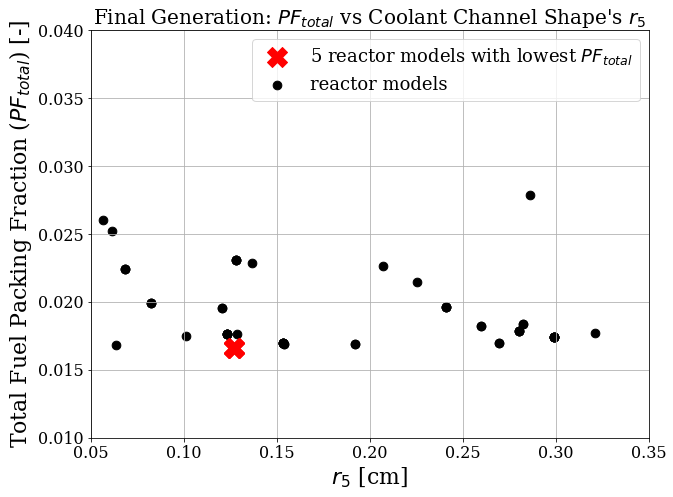 Final Generation: PF_total vs Coolant Channel Shape's r_5
5 reactor models with lowest PF_total
reactor models
Total Fuel Packing Fraction (PF_total) [-]
0.040
0.035
0.030
0.025
0.020
0.015
0.010
0.05 0.10 0.15 0.20 0.25 0.30 0.35
r_5 [cm]